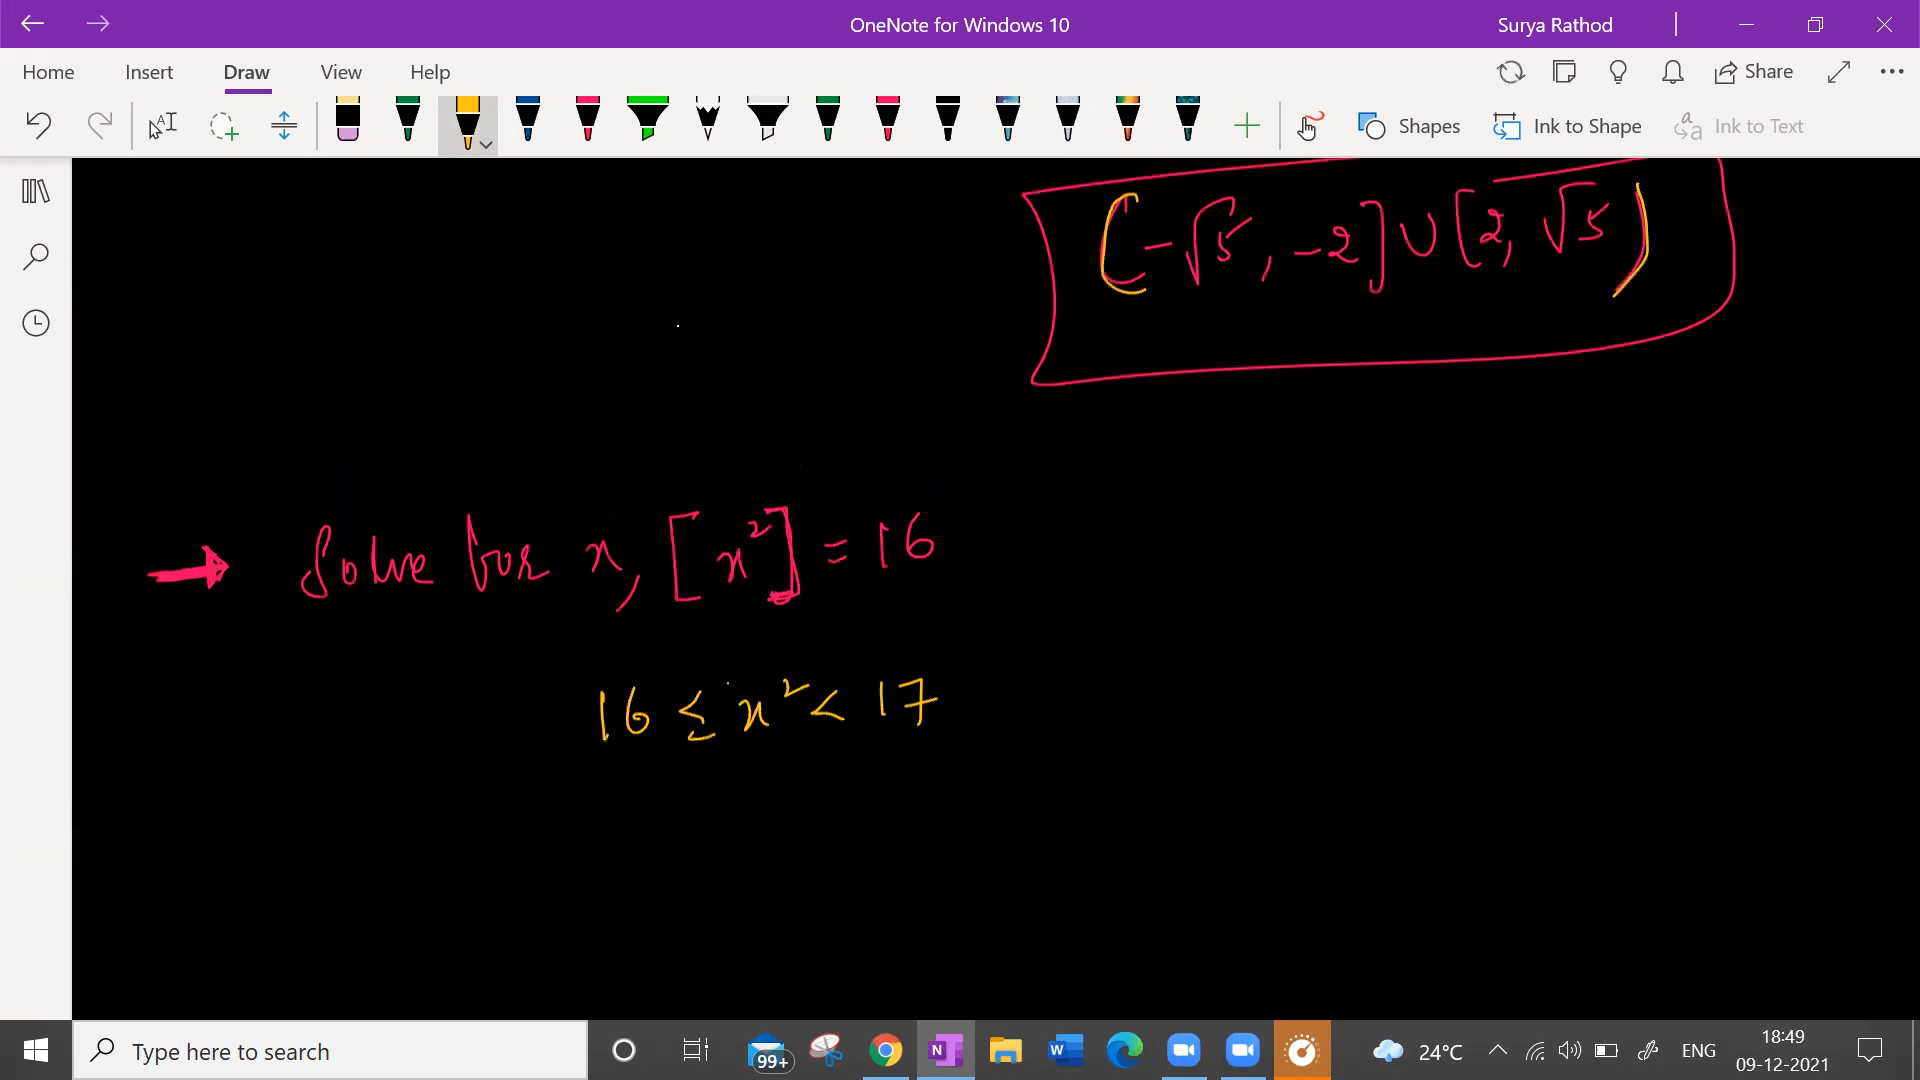 OneNote for Windows 10
Surya Rathod
Home Insert Draw View Help
Share
Shapes Ink to Shape Ink to Text
(-√5, -2] ∪ [2, √5)
→ Solve for x, [x²] = 16
16 ≤ x² < 17
Type here to search
99+
24°C
ENG
18:49
09-12-2021